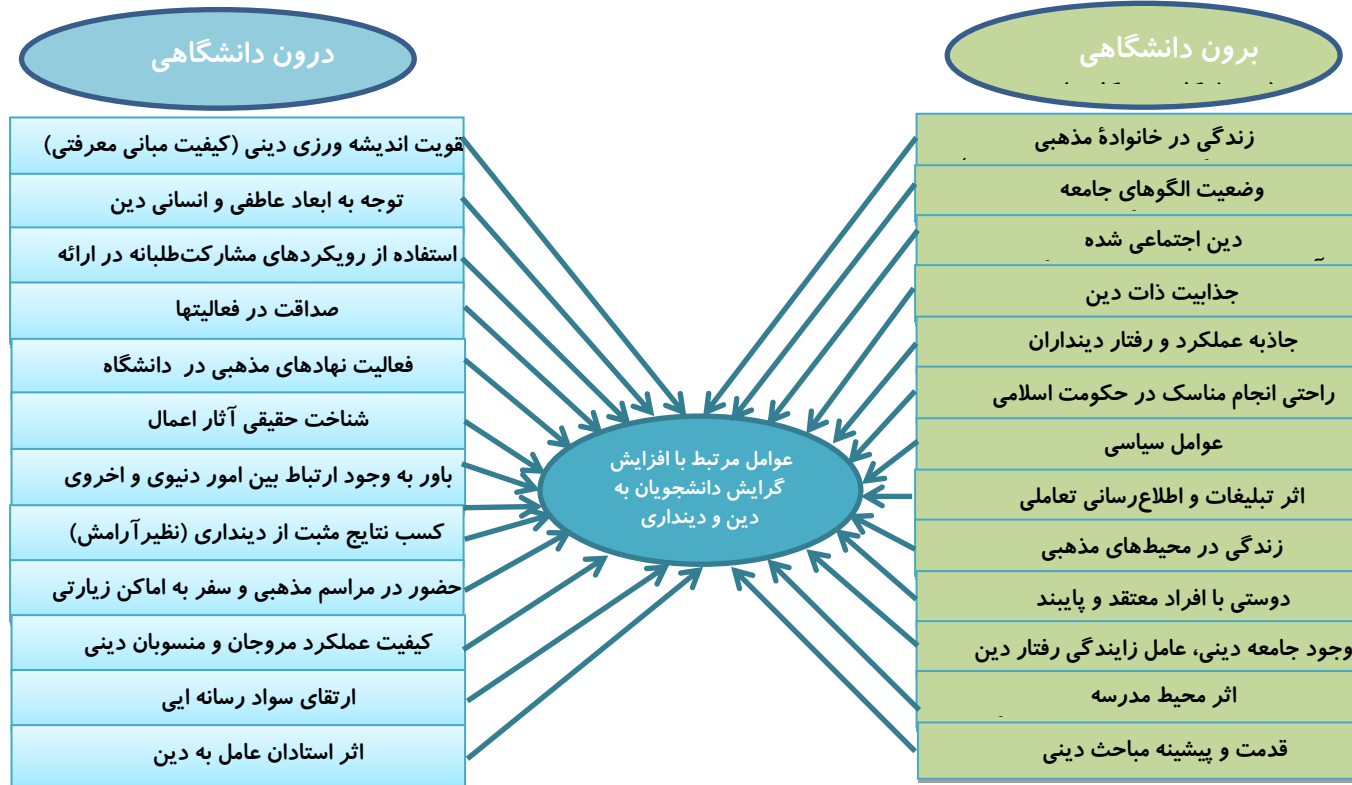 برون دانشگاهی
زندگی در خانوادهٔ مذهبی
وضعیت الگوهای جامعه
دین اجتماعی شده
جذابیت ذات دین
جاذبه عملکرد و رفتار دینداران
راحتی انجام مناسک در حکومت اسلامی
عوامل سیاسی
اثر تبلیغات و اطلاع‌رسانی تعاملی
زندگی در محیط‌های مذهبی
دوستی با افراد معتقد و پایبند
وجود جامعه دینی، عامل زایندگی رفتار دین
اثر محیط مدرسه
قدمت و پیشینه مباحث دینی
عوامل مرتبط با افزایش
گرایش دانشجویان به
دین و دینداری
درون دانشگاهی
قویت اندیشه ورزی دینی (کیفیت مبانی معرفتی)
توجه به ابعاد عاطفی و انسانی دین
استفاده از رویکردهای مشارکت‌طلبانه در ارائه
صداقت در فعالیتها
فعالیت نهادهای مذهبی در دانشگاه
شناخت حقیقی آثار اعمال
باور به وجود ارتباط بین امور دنیوی و اخروی
کسب نتایج مثبت از دینداری (نظیرآرامش)
حضور در مراسم مذهبی و سفر به اماکن زیارتی
کیفیت عملکرد مروجان و منسوبان دینی
ارتقای سواد رسانه ایی
اثر استادان عامل به دین